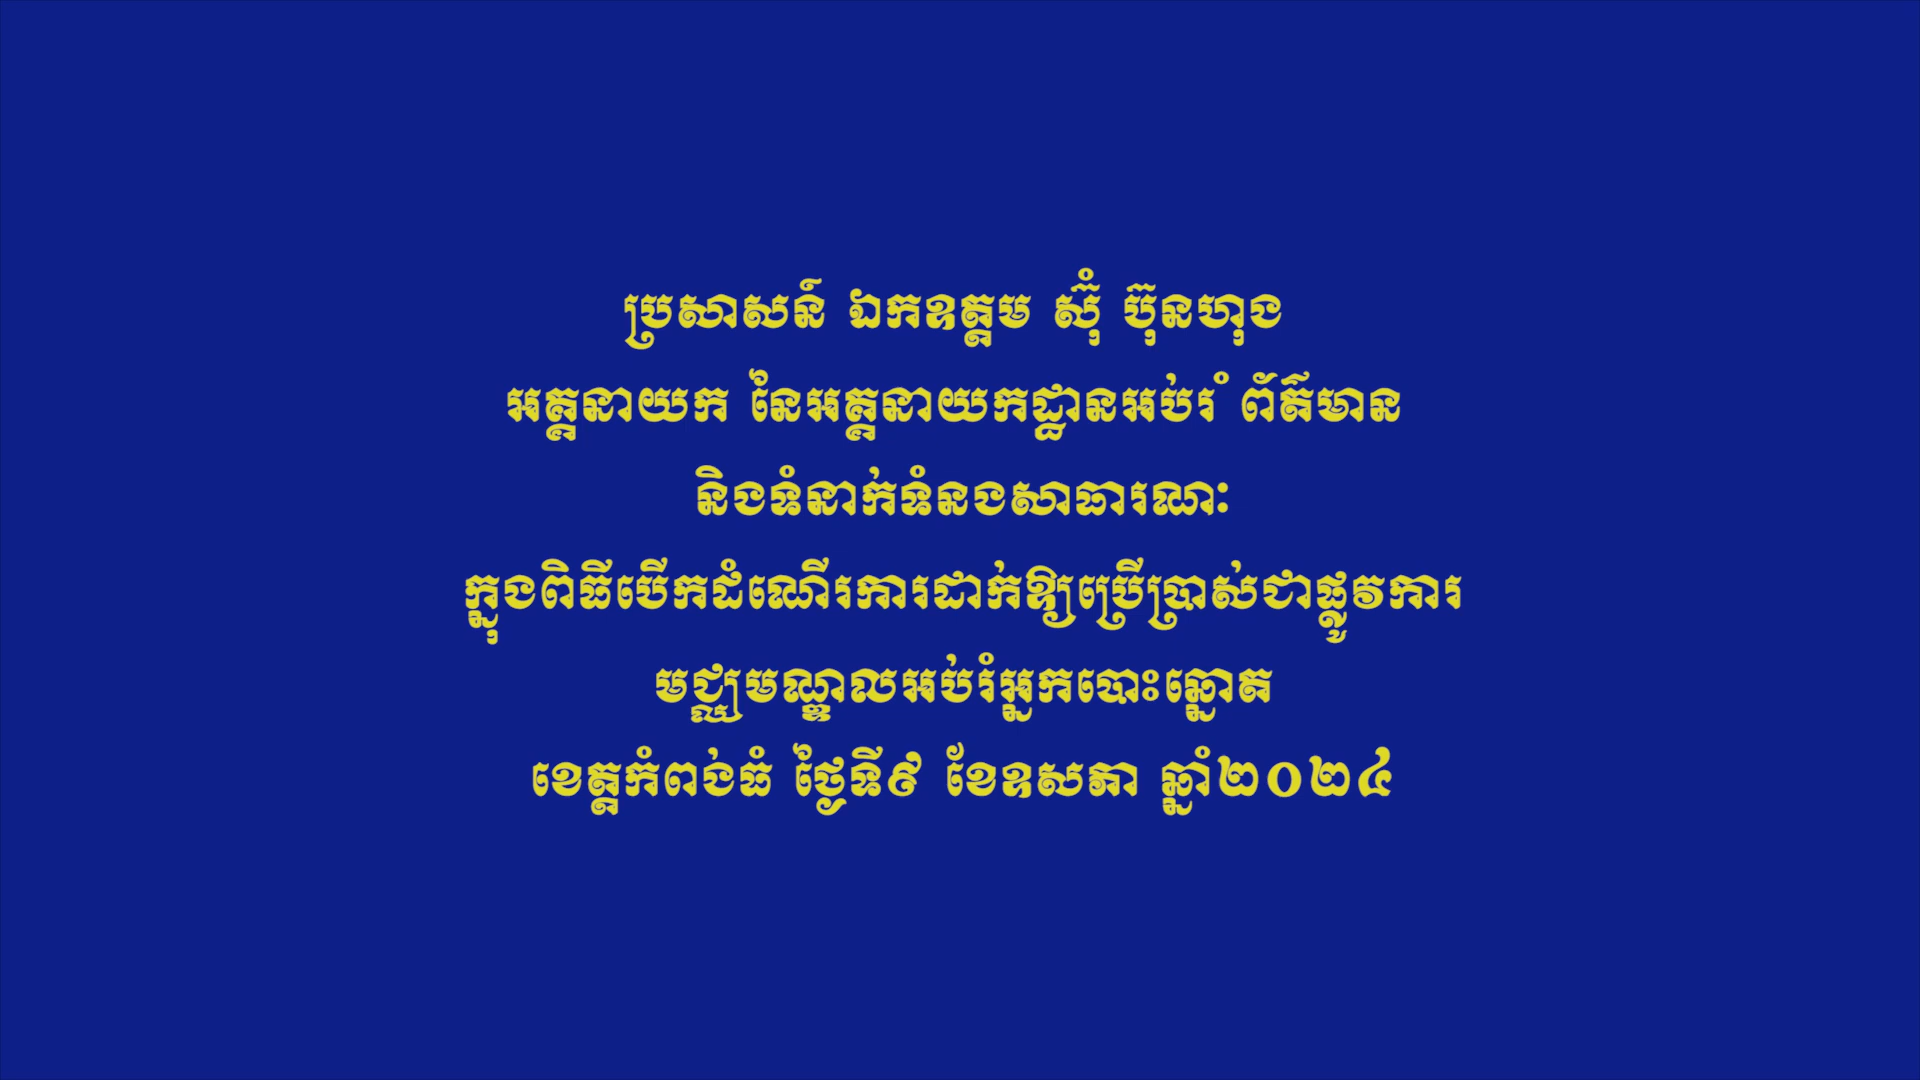 ប្រសាសន៍ ឯកឧត្តម ស៊ុំ ប៊ុនហុង
អគ្គនាយក នៃអគ្គនាយកដ្ឋានអប់រំ ព័ត៌មាន
និងទំនាក់ទំនងសាធារណៈ
ក្នុងពិធីបើកដំណើរការដាក់ឱ្យប្រើប្រាស់ជាផ្លូវការ
មជ្ឈមណ្ឌលអប់រំអ្នកបោះឆ្នោត
ខេត្តកំពង់ធំ ថ្ងៃទី៩ ខែឧសភា ឆ្នាំ២០២៤